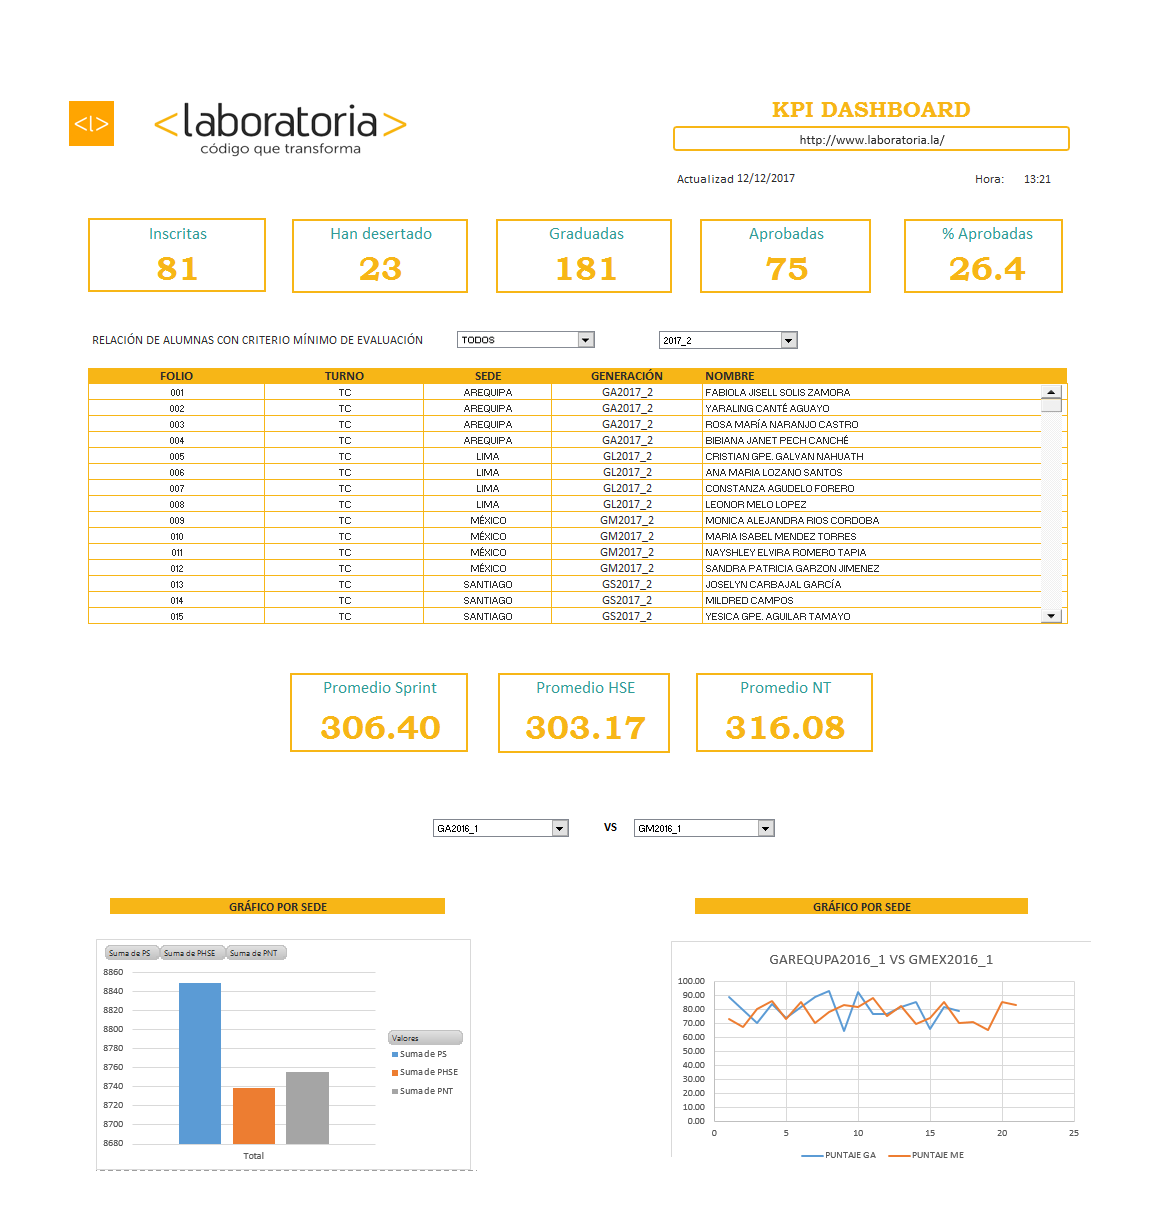 <l>
<laboratoria>
código que transforma
KPI DASHBOARD
http://www.laboratoria.la/
Actualizad 12/12/2017 Hora: 13:21
Inscritas Han desertado Graduadas Aprobadas % Aprobadas
81 23 181 75 26.4
RELACIÓN DE ALUMNAS CON CRITERIO MÍNIMO DE EVALUACIÓN TODOS 2017_2
FOLIO TURNO SEDE GENERACIÓN NOMBRE
001 TC AREQUIPA GA2017_2 FABIOLA JISELL SOLIS ZAMORA
002 TC AREQUIPA GA2017_2 YARALING CANTÉ AGUAYO
003 TC AREQUIPA GA2017_2 ROSA MARÍA NARANJO CASTRO
004 TC AREQUIPA GA2017_2 BIBIANA JANET PECH CANCHÉ
005 TC LIMA GL2017_2 CRISTIAN GPE. GALVAN NAHUATH
006 TC LIMA GL2017_2 ANA MARIA LOZANO SANTOS
007 TC LIMA GL2017_2 CONSTANZA AGUDELO FORERO
008 TC LIMA GL2017_2 LEONOR MELO LOPEZ
009 TC MÉXICO GM2017_2 MONICA ALEJANDRA RIOS CORDOBA
010 TC MÉXICO GM2017_2 MARIA ISABEL MENDEZ TORRES
011 TC MÉXICO GM2017_2 NAYSHLEY ELVIRA ROMERO TAPIA
012 TC MÉXICO GM2017_2 SANDRA PATRICIA GARZON JIMENEZ
013 TC SANTIAGO GS2017_2 JOSELYN CARBAJAL GARCÍA
014 TC SANTIAGO GS2017_2 MILDRED CAMPOS
015 TC SANTIAGO GS2017_2 YESICA GPE. AGUILAR TAMAYO
Promedio Sprint Promedio HSE Promedio NT
306.40 303.17 316.08
GA2016_1 VS GM2016_1
GRÁFICO POR SEDE
Suma de PS Suma de PHSE Suma de PNT
8860
8840
8820
8800
8780
8760
8740
8720
8700
8680
Total
Valores
Suma de PS
Suma de PHSE
Suma de PNT
GRÁFICO POR SEDE
GAREQUPA2016_1 VS GMEX2016_1
100.00
90.00
80.00
70.00
60.00
50.00
40.00
30.00
20.00
10.00
0.00
0 5 10 15 20 25
PUNTAJE GA PUNTAJE ME